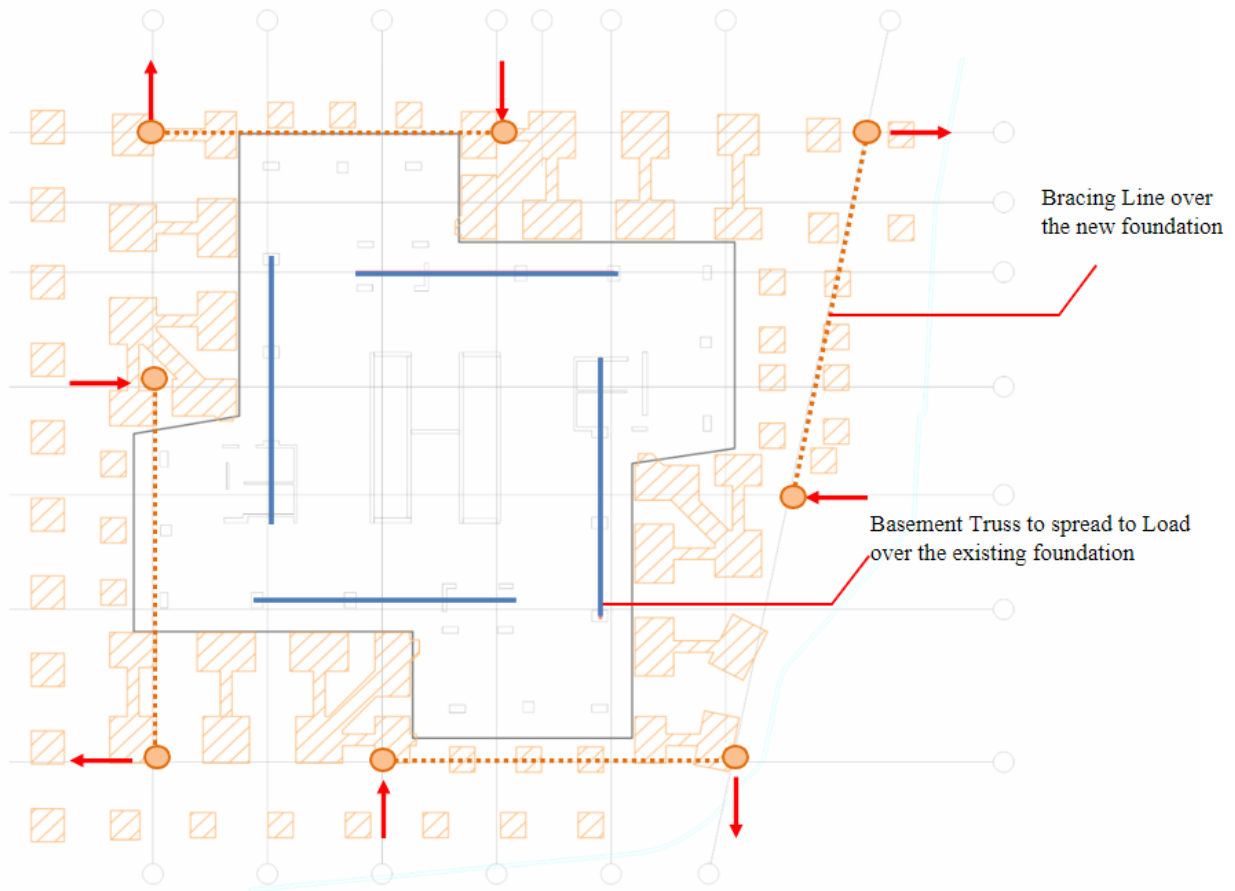 Bracing Line over
the new foundation
Basement Truss to spread to Load
over the existing foundation